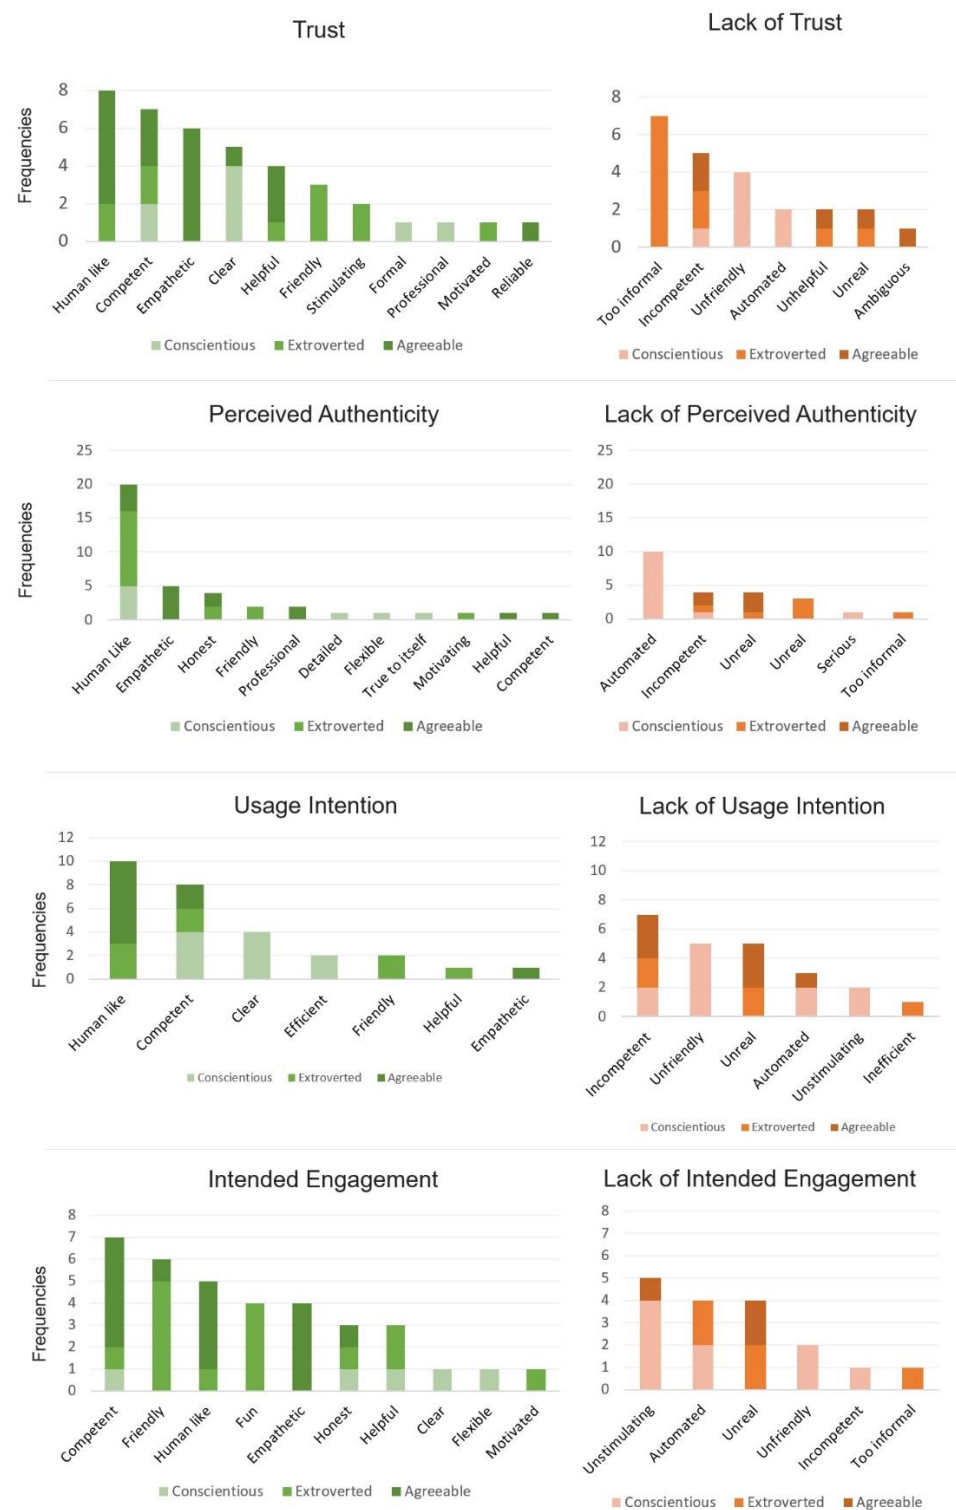 Trust
Frequencies
8
6
4
2
0
Human like
Competent
Empathetic
Clear
Helpful
Friendly
Stimulating
Formal
Professional
Motivated
Reliable
Conscientious Extroverted Agreeable
Lack of Trust
8
6
4
2
0
Too informal
Incompetent
Unfriendly
Automated
Unhelpful
Unreal
Ambiguous
Conscientious Extroverted Agreeable
Perceived Authenticity
Frequencies
25
20
15
10
5
0
Human Like
Empathetic
Honest
Friendly
Professional
Detailed
Flexible
True to itself
Motivating
Helpful
Competent
Conscientious Extroverted Agreeable
Lack of Perceived Authenticity
25
20
15
10
5
0
Automated
Incompetent
Unreal
Unreal
Serious
Too informal
Conscientious Extroverted Agreeable
Usage Intention
Frequencies
12
10
8
6
4
2
0
Human like
Competent
Clear
Efficient
Friendly
Helpful
Empathetic
Conscientious Extroverted Agreeable
Lack of Usage Intention
12
10
8
6
4
2
0
Incompetent
Unfriendly
Unreal
Automated
Unstimulating
Inefficient
Conscientious Extroverted Agreeable
Intended Engagement
Frequencies
8
7
6
5
4
3
2
1
0
Competent
Friendly
Human like
Fun
Empathetic
Honest
Helpful
Clear
Flexible
Motivated
Conscientious Extroverted Agreeable
Lack of Intended Engagement
8
7
6
5
4
3
2
1
0
Unstimulating
Automated
Unreal
Unfriendly
Incompetent
Too informal
Conscientious Extroverted Agreeable